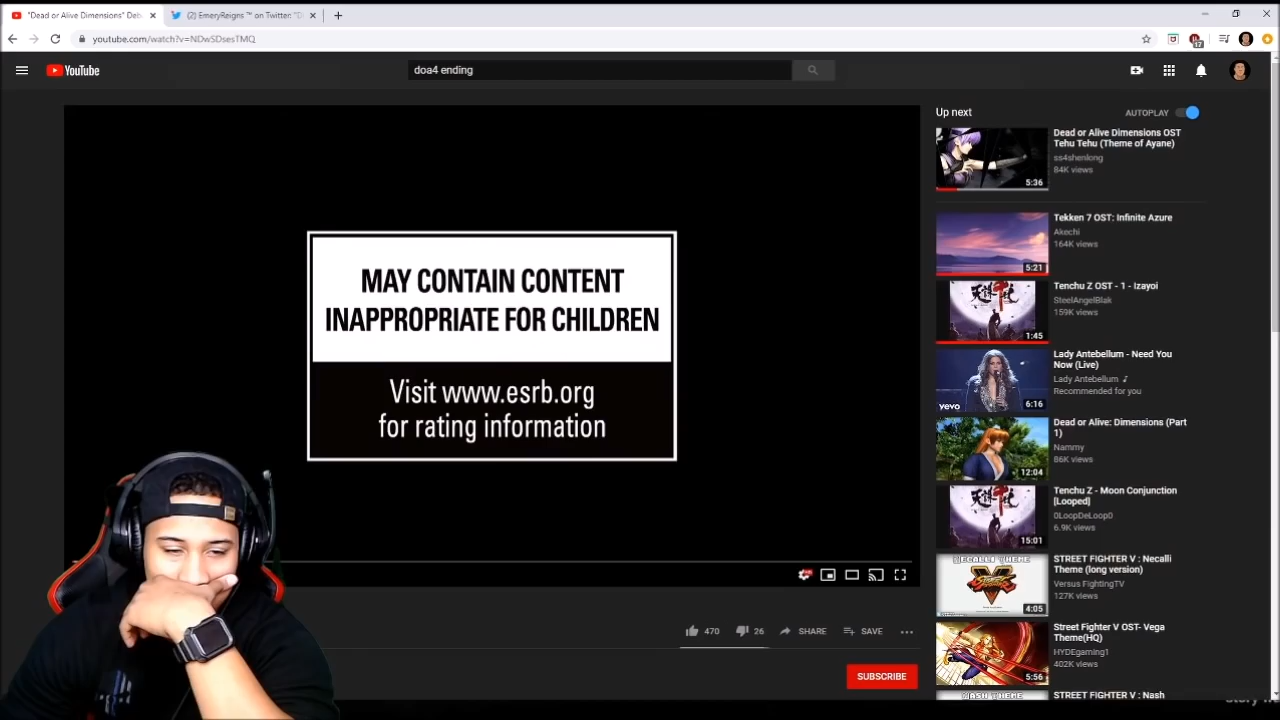 "Dead or Alive Dimensions" Deb
(2) EmeryReigns ™ on Twitter: "D
youtube.com/watch?v=NDwSDsesTMQ
17
YouTube
doa4 ending
MAY CONTAIN CONTENT
INAPPROPRIATE FOR CHILDREN
Visit www.esrb.org
for rating information
470
26
SHARE
SAVE
SUBSCRIBE
Up next
AUTOPLAY
Dead or Alive Dimensions OST
Tehu Tehu (Theme of Ayane)
ss4shenlong
84K views
5:36
Tekken 7 OST: Infinite Azure
Akechi
164K views
5:21
Tenchu Z OST - 1 - Izayoi
SteelAngelBlak
159K views
1:45
Lady Antebellum - Need You
Now (Live)
Lady Antebellum
Recommended for you
vevo
6:16
Dead or Alive: Dimensions (Part
1)
Nammy
86K views
12:04
Tenchu Z - Moon Conjunction
[Looped]
0LoopDeLoop0
6.9K views
15:01
NECALLI THEME
STREET FIGHTER V : Necalli
Theme (long version)
Versus FightingTV
127K views
4:05
Street Fighter V OST- Vega
Theme(HQ)
HYDEgaming1
402K views
5:56
NASH THEME
STREET FIGHTER V : Nash